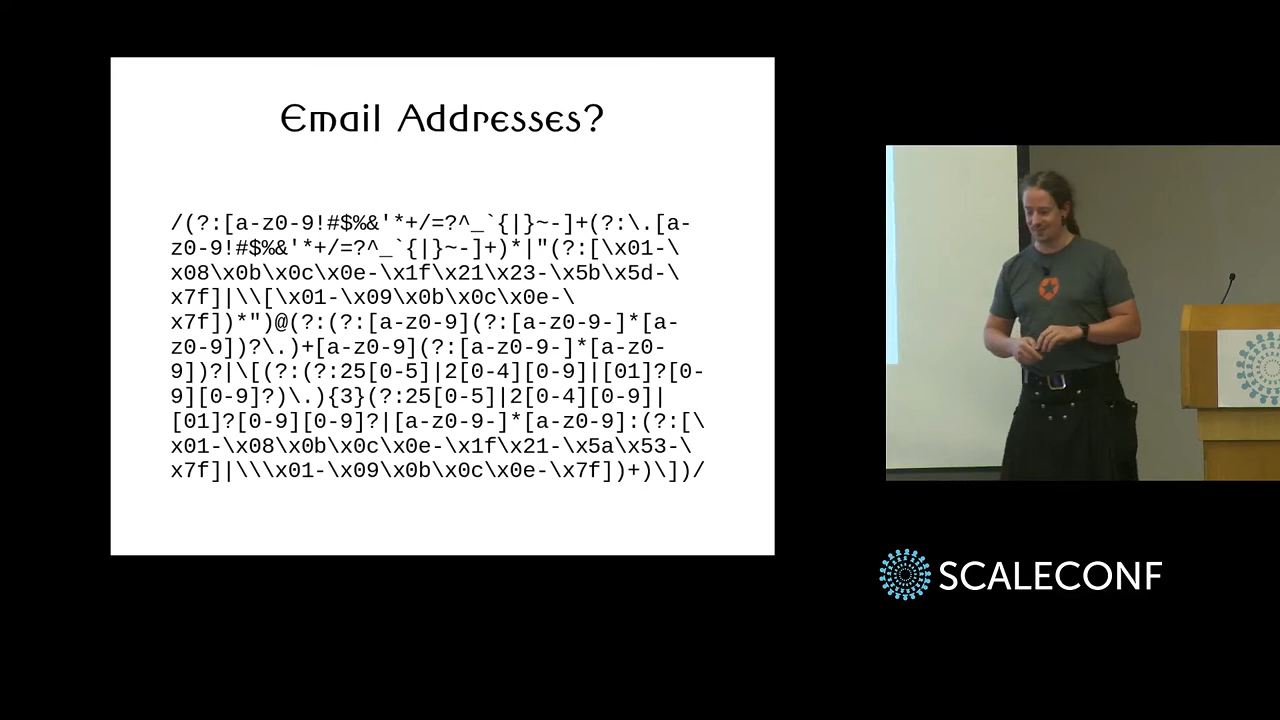 Email Addresses?
/(?:[a-z0-9!#$%&'*+/=?^_`{|}~-]+(?:\.[a-
z0-9!#$%&'*+/=?^_`{|}~-]+)*|"(?:[\x01-\
x08\x0b\x0c\x0e-\x1f\x21\x23-\x5b\x5d-\
x7f]|\\[\x01-\x09\x0b\x0c\x0e-\
x7f])*")@(?:(?:[a-z0-9](?:[a-z0-9-]*[a-
z0-9])?\.)+[a-z0-9](?:[a-z0-9-]*[a-z0-
9])?|\[(?:(?:25[0-5]|2[0-4][0-9]|[01]?[0-
9][0-9]?)\.){3}(?:25[0-5]|2[0-4][0-9]|
[01]?[0-9][0-9]?|[a-z0-9-]*[a-z0-9]:(?:[\
x01-\x08\x0b\x0c\x0e-\x1f\x21-\x5a\x53-\
x7f]|\\\x01-\x09\x0b\x0c\x0e-\x7f])+)\])/
SCALECONF